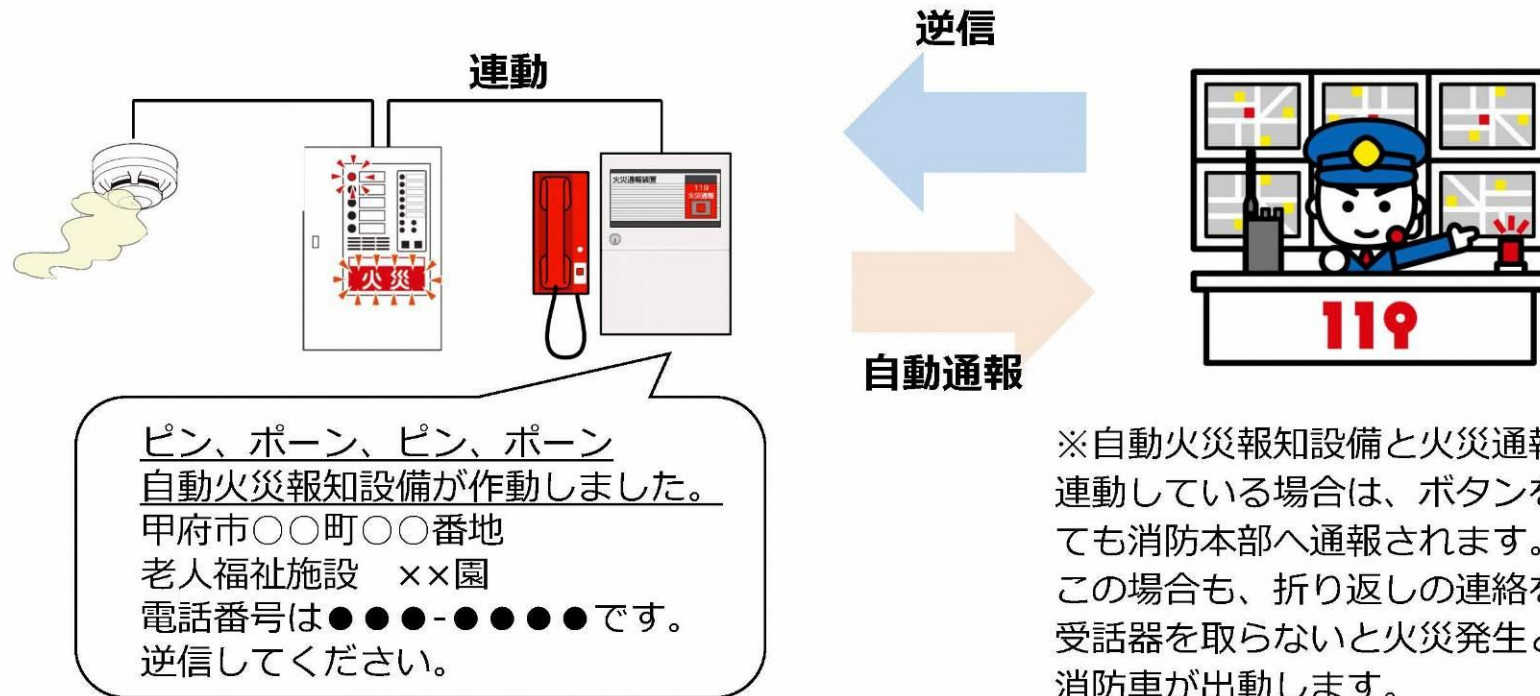 逆信
連動
火災通報装置
119
火災通報
火災
119
自動通報
ピン、ポーン、ピン、ポーン
自動火災報知設備が作動しました。
甲府市○○町○○番地
老人福祉施設　××園
電話番号は●●●-●●●●です。
逆信してください。
※自動火災報知設備と火災通報
連動している場合は、ボタンを
ても消防本部へ通報されます。
この場合も、折り返しの連絡を
受話器を取らないと火災発生と
消防車が出動します。